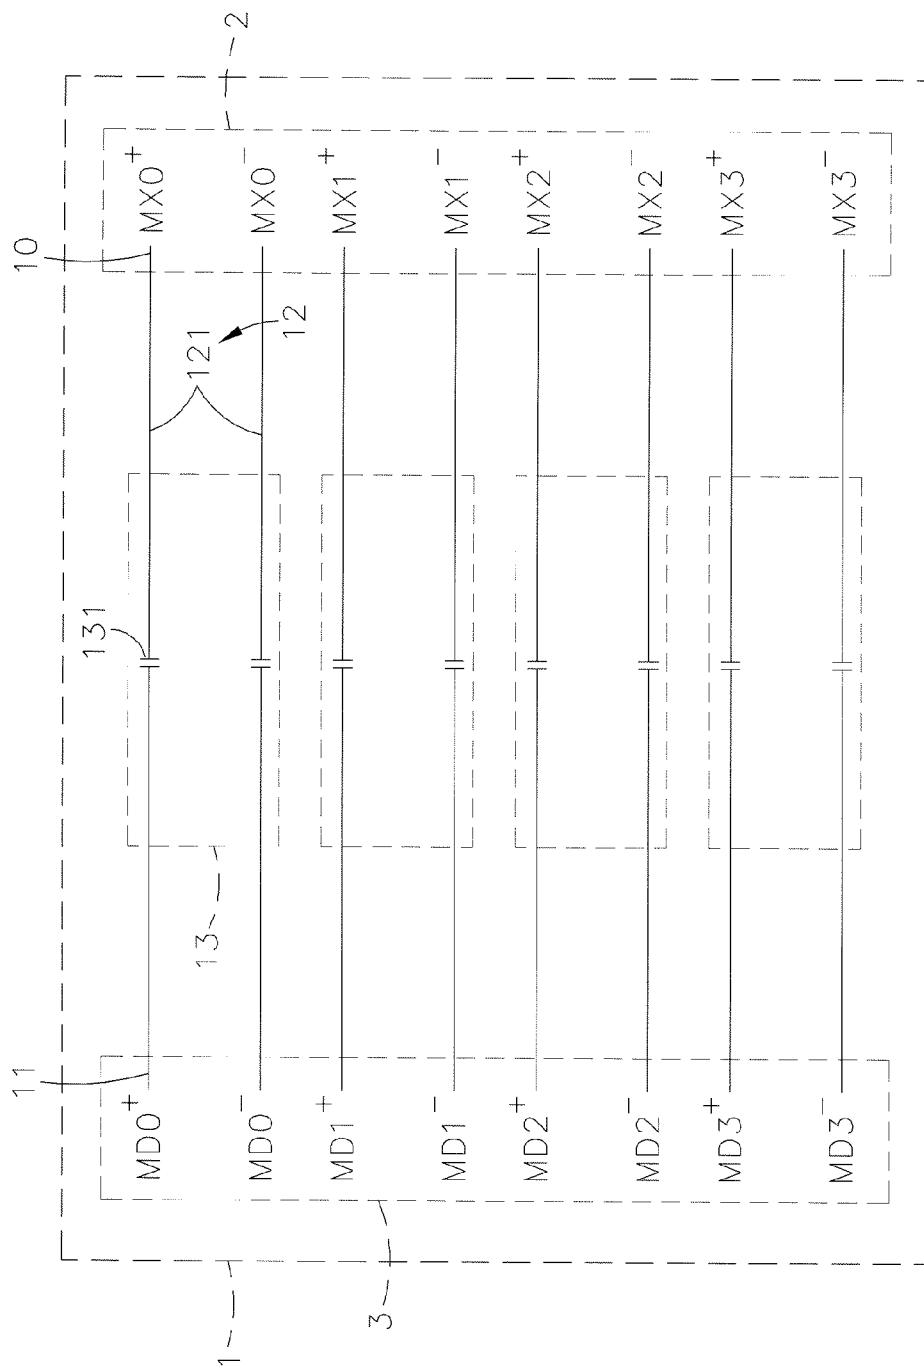 11
10
131
MD0+
MX0+
13
121
1
2
MD0-
MX0-
12
MD1+
MX1+
3
MD1-
MX1-
MD2+
MX2+
MD2-
MX2-
MD3+
MX3+
MD3-
MX3-